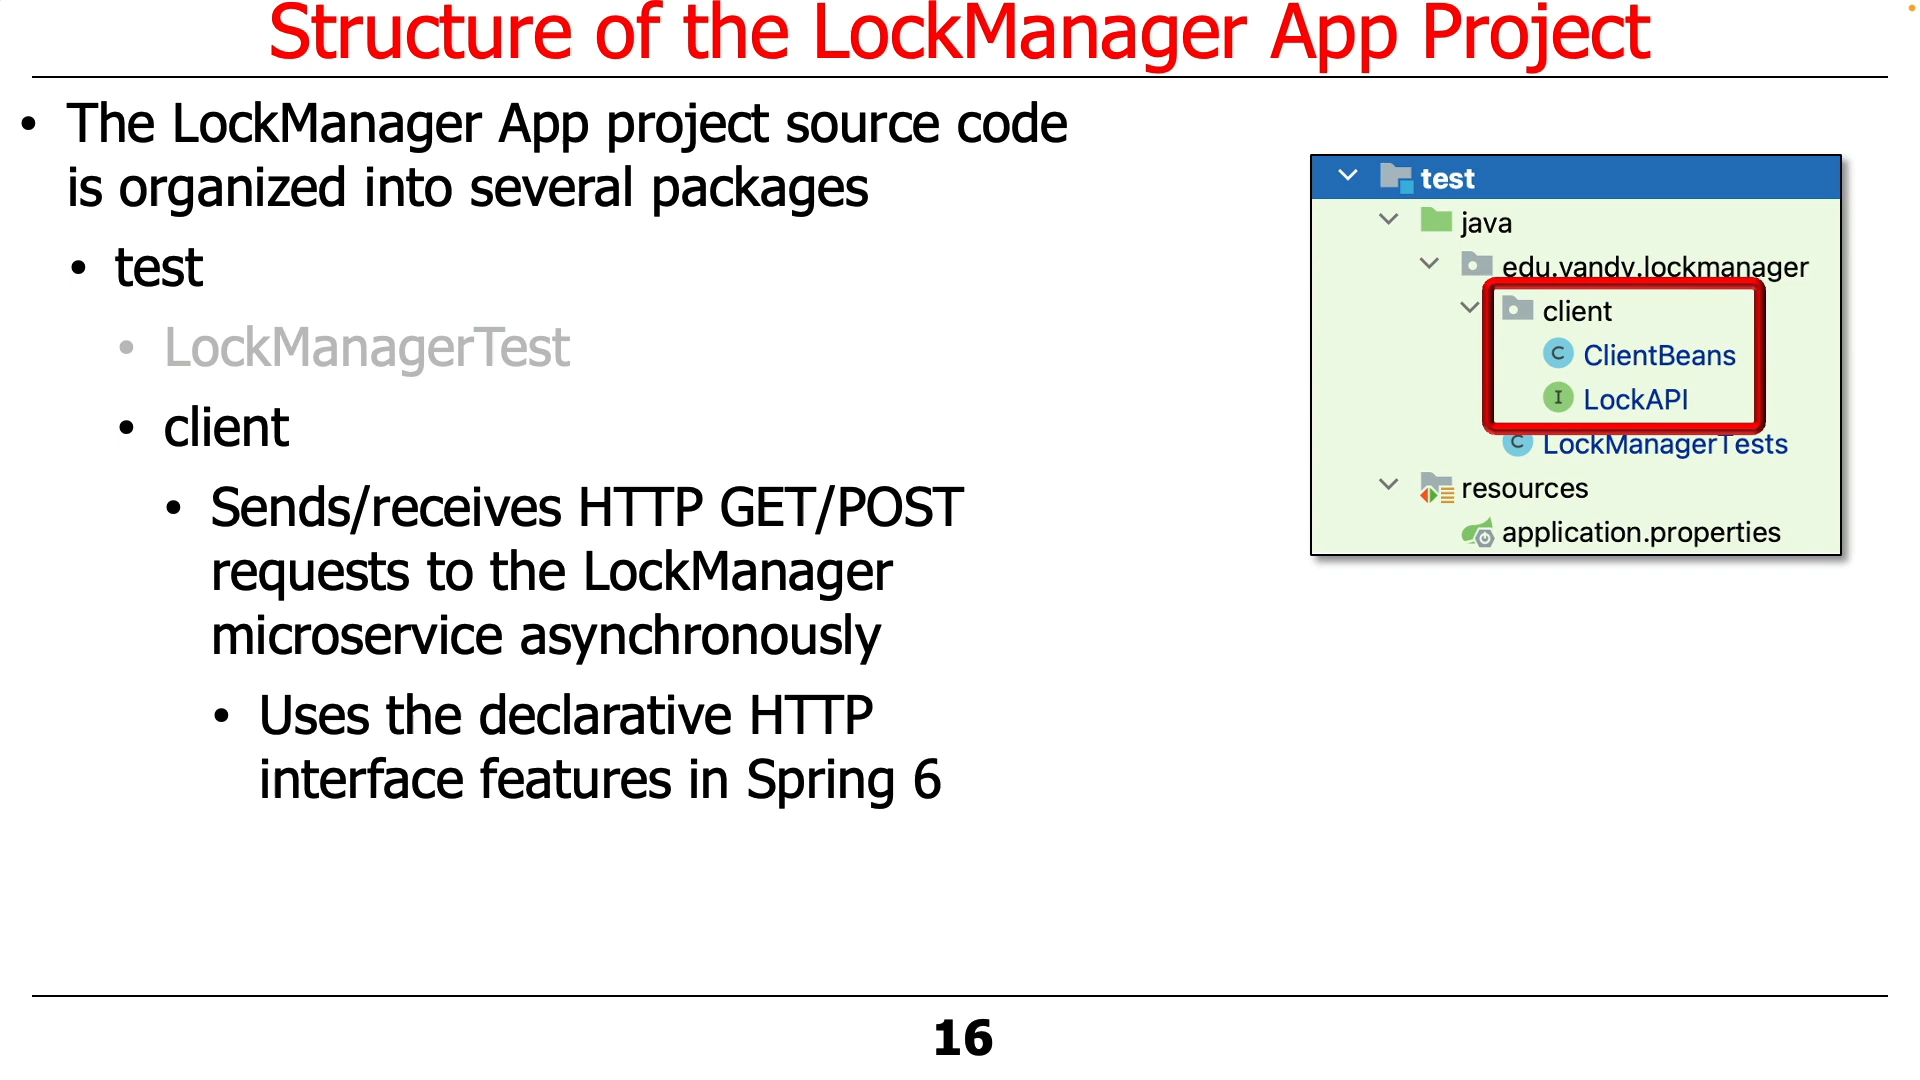 Structure of the LockManager App Project
• The LockManager App project source code
is organized into several packages
• test
• LockManagerTest
• client
• Sends/receives HTTP GET/POST
requests to the LockManager
microservice asynchronously
• Uses the declarative HTTP
interface features in Spring 6
test
java
edu.vandv.lockmanager
client
C ClientBeans
I LockAPI
C LockManagerTests
resources
application.properties
16